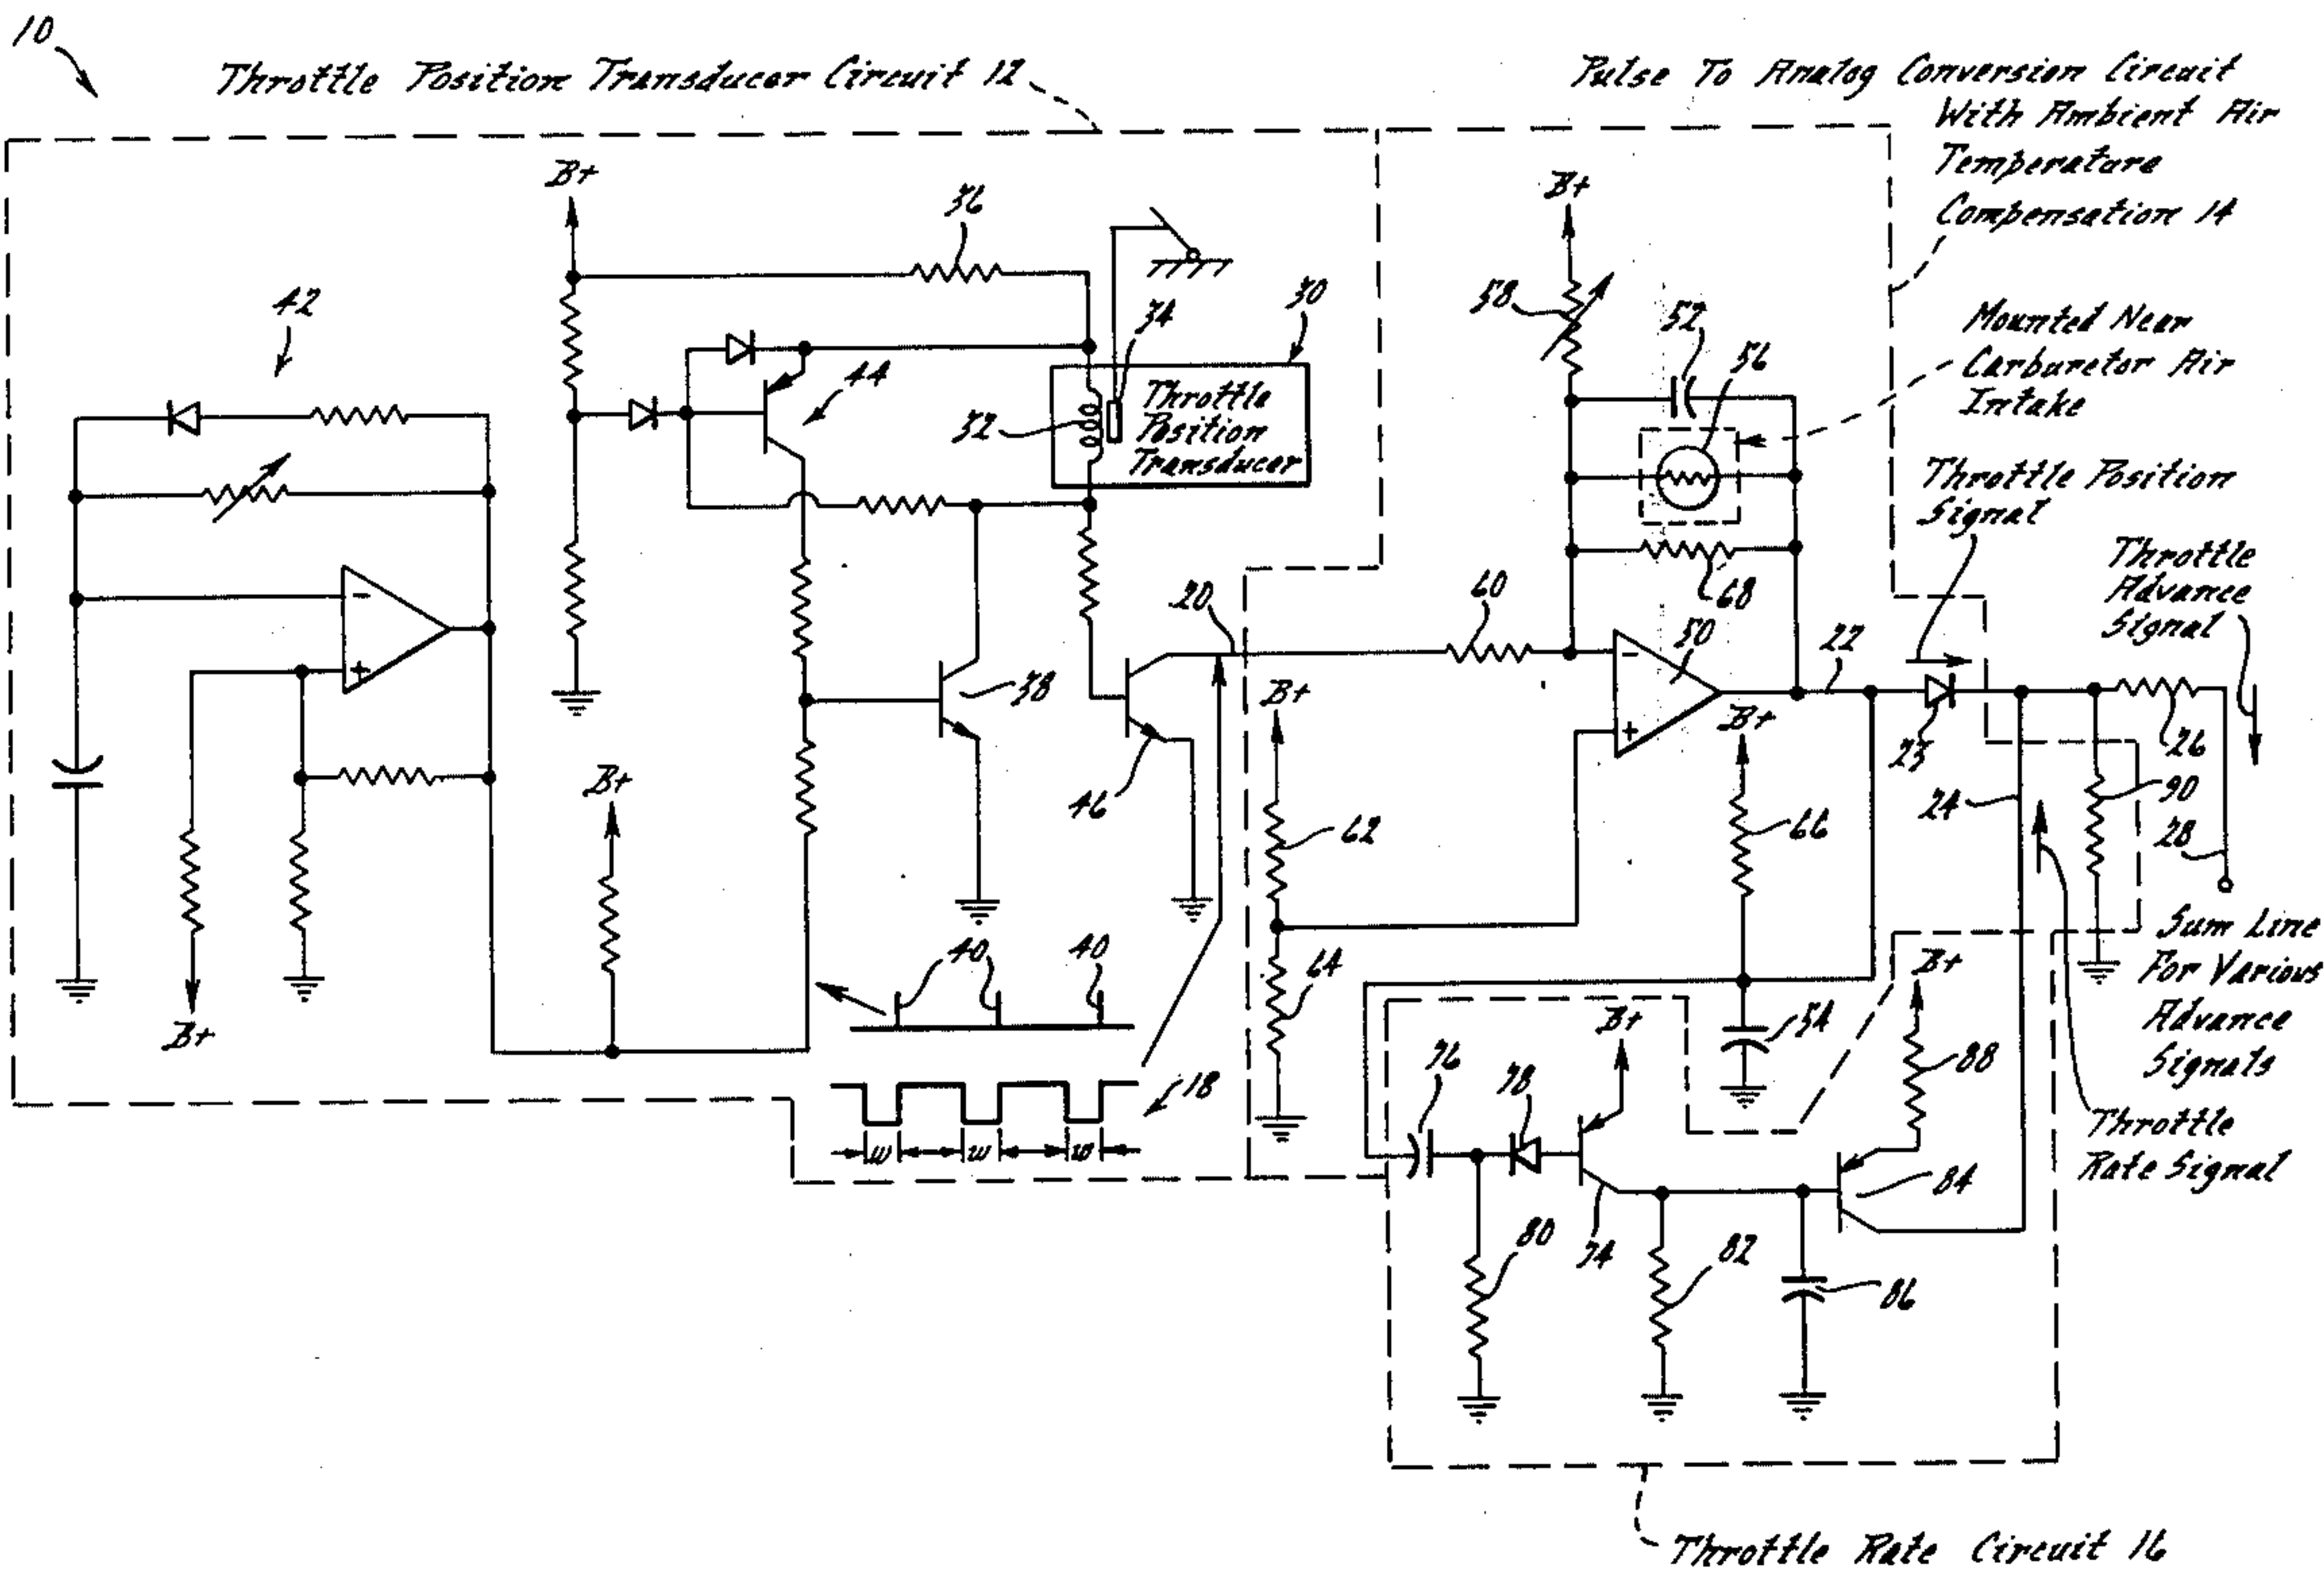 10
Throttle Position Transducer Circuit 12
Pulse To Analog Conversion Circuit
With Ambient Air
Temperature
Compensation 14
B+
36
B+
42
30
34
58
52
56
Mounted Near
Carburetor Air
Intake
44
32
Throttle
Position
Transducer
Throttle Position
Signal
Throttle
Advance
Signal
-
+
20
60
68
50
22
-
+
38
46
B+
B+
23
26
24
90
28
B+
62
66
64
B+
40
40
54
Sum Line
For Various
Advance
Signals
B+
B+
88
76
78
18
w
w
w
Throttle
Rate Signal
84
80
74
82
86
Throttle Rate Circuit 16